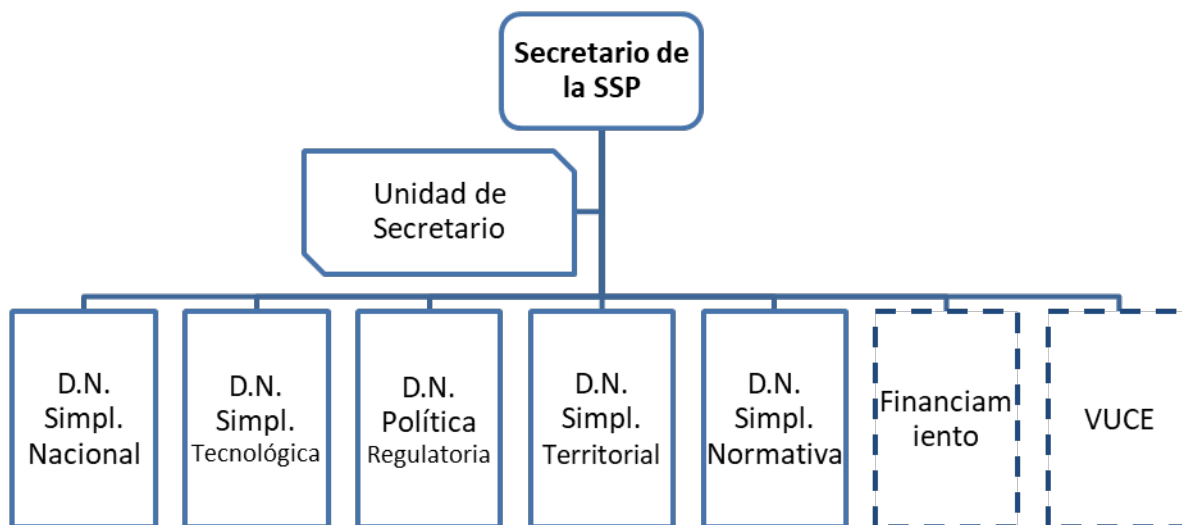 Secretario de
la SSP
Unidad de
Secretario
D.N.
Simpl.
Nacional
D.N.
Simpl.
Tecnológica
D.N.
Política
Regulatoria
D.N.
Simpl.
Territorial
D.N.
Simpl.
Normativa
Financiam
iento
VUCE